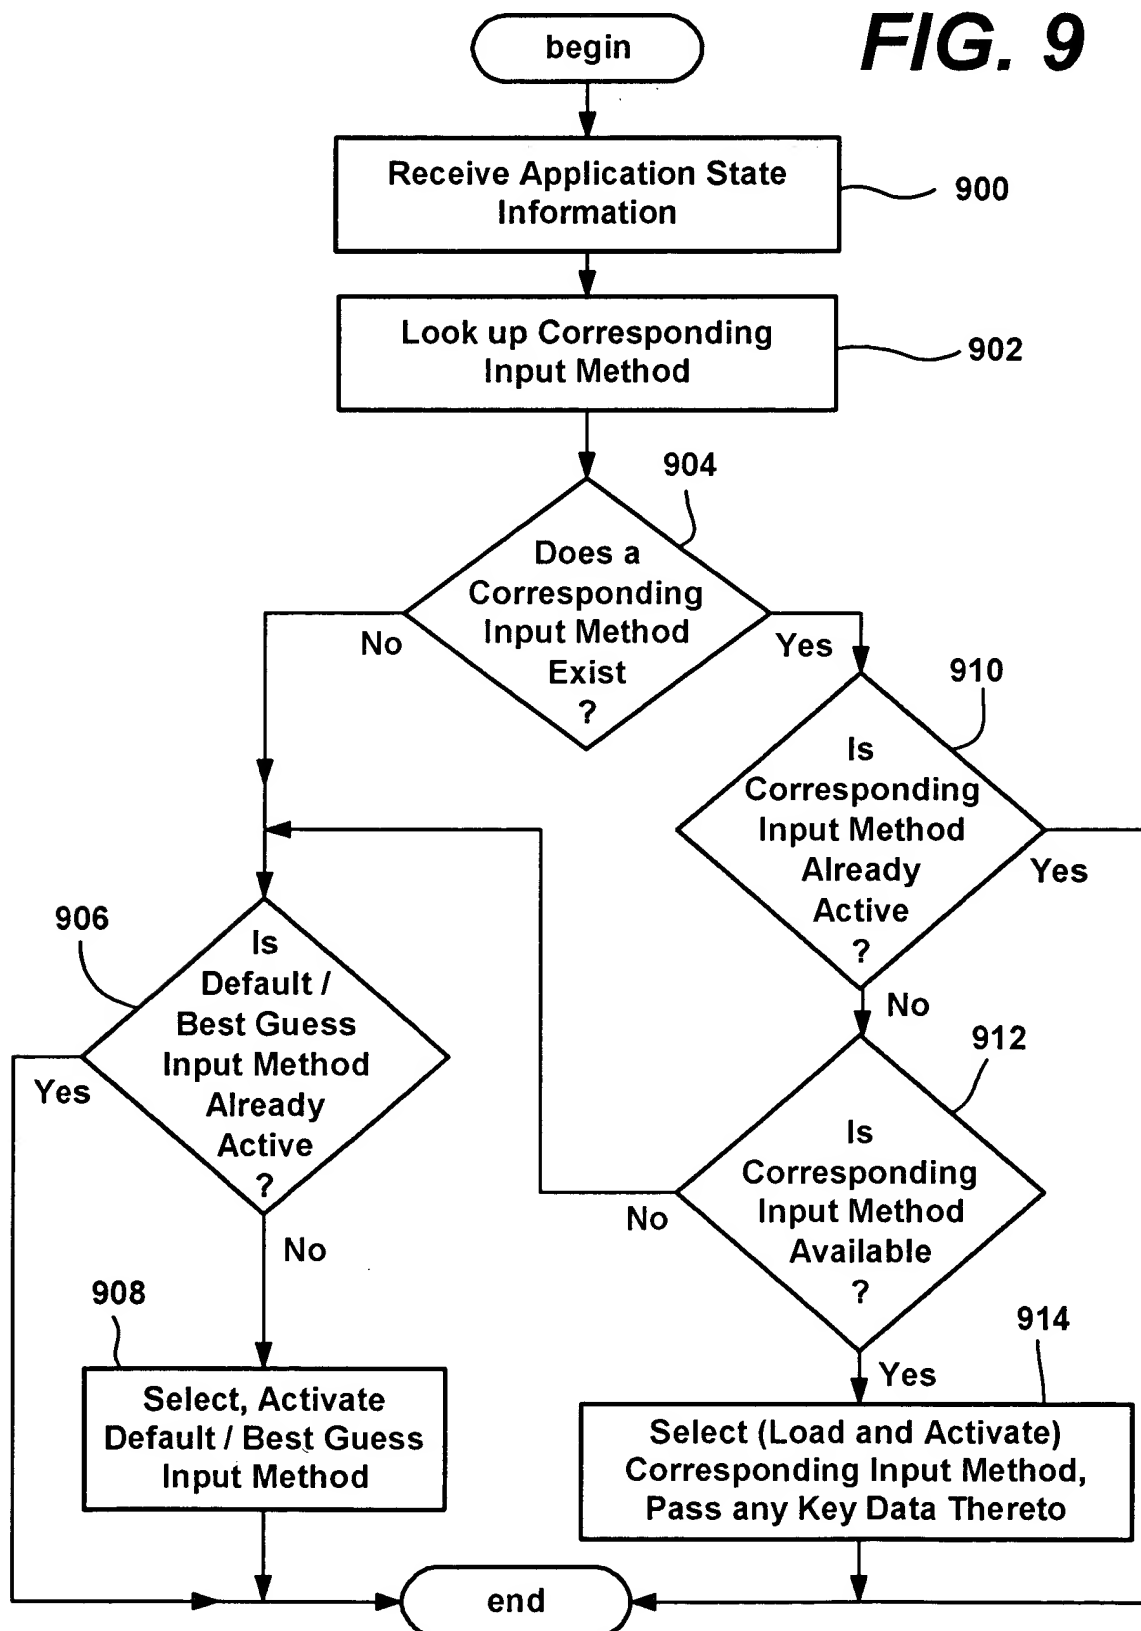 FIG. 9
begin
Receive Application State
Information
900
Look up Corresponding
Input Method
902
904
Does a
Corresponding
Input Method
Exist
?
No
Yes
910
Is
Corresponding
Input Method
Already
Active
?
Yes
No
906
Is
Default /
Best Guess
Input Method
Already
Active
?
Yes
No
912
Is
Corresponding
Input Method
Available
?
No
Yes
908
Select, Activate
Default / Best Guess
Input Method
914
Select (Load and Activate)
Corresponding Input Method,
Pass any Key Data Thereto
end